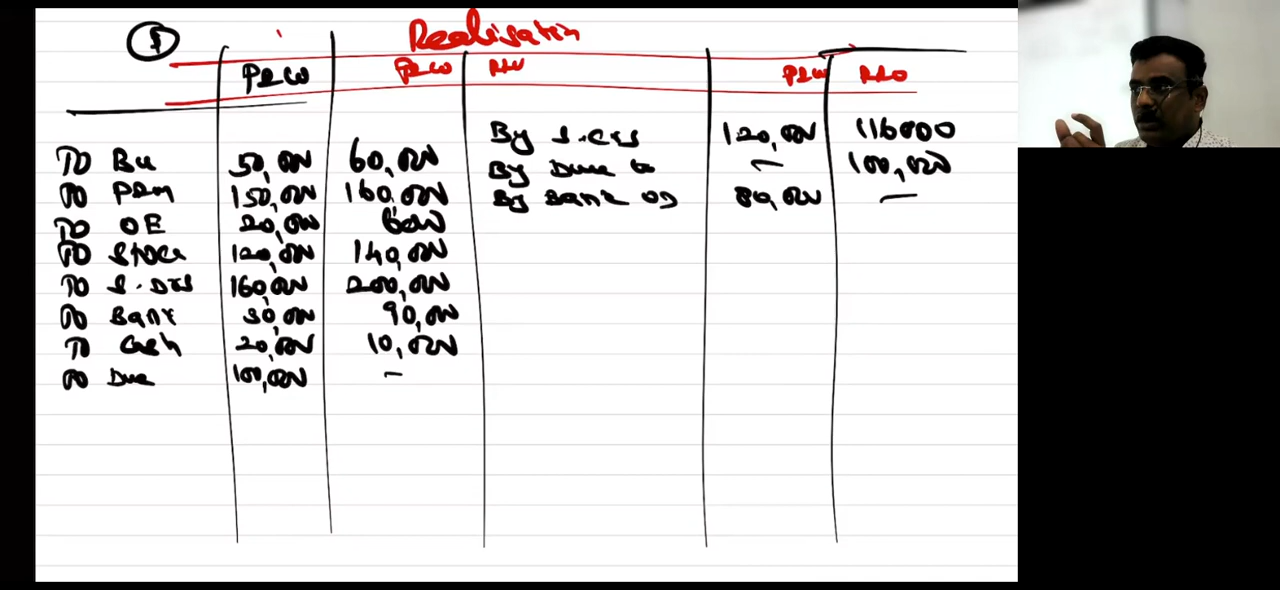 5
Realisation
P & W P & W R & O P & W R & O
By S.crs 120,000 116000
To Bu 50,000 60,000 By Due to - 100,000
To P&M 150,000 160,000 By Bank OD 80,000 -
To OE 20,000
To Stock 120,000 140,000
To S.Drs 160,000 200,000
To Bank 30,000 90,000
To Cash 20,000 10,000
To Due 100,000 -